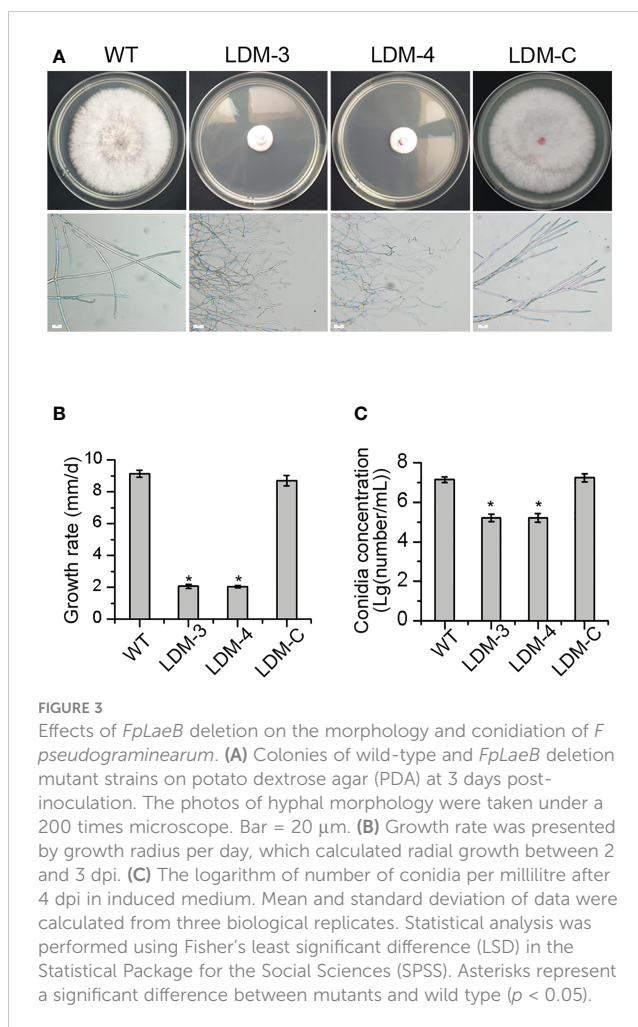 A
WT
LDM-3
LDM-4
LDM-C
B
Growth rate (mm/d)
10
8
6
4
2
0
* *
WT
LDM-3
LDM-4
LDM-C
C
Conidia concentration
(Lg(number/mL))
8
6
4
2
0
* *
WT
LDM-3
LDM-4
LDM-C
FIGURE 3
Effects of FpLaeB deletion on the morphology and conidiation of F
pseudograminearum. (A) Colonies of wild-type and FpLaeB deletion
mutant strains on potato dextrose agar (PDA) at 3 days post-
inoculation. The photos of hyphal morphology were taken under a
200 times microscope. Bar = 20 μm. (B) Growth rate was presented
by growth radius per day, which calculated radial growth between 2
and 3 dpi. (C) The logarithm of number of conidia per millilitre after
4 dpi in induced medium. Mean and standard deviation of data were
calculated from three biological replicates. Statistical analysis was
performed using Fisher's least significant difference (LSD) in the
Statistical Package for the Social Sciences (SPSS). Asterisks represent
a significant difference between mutants and wild type (p < 0.05).